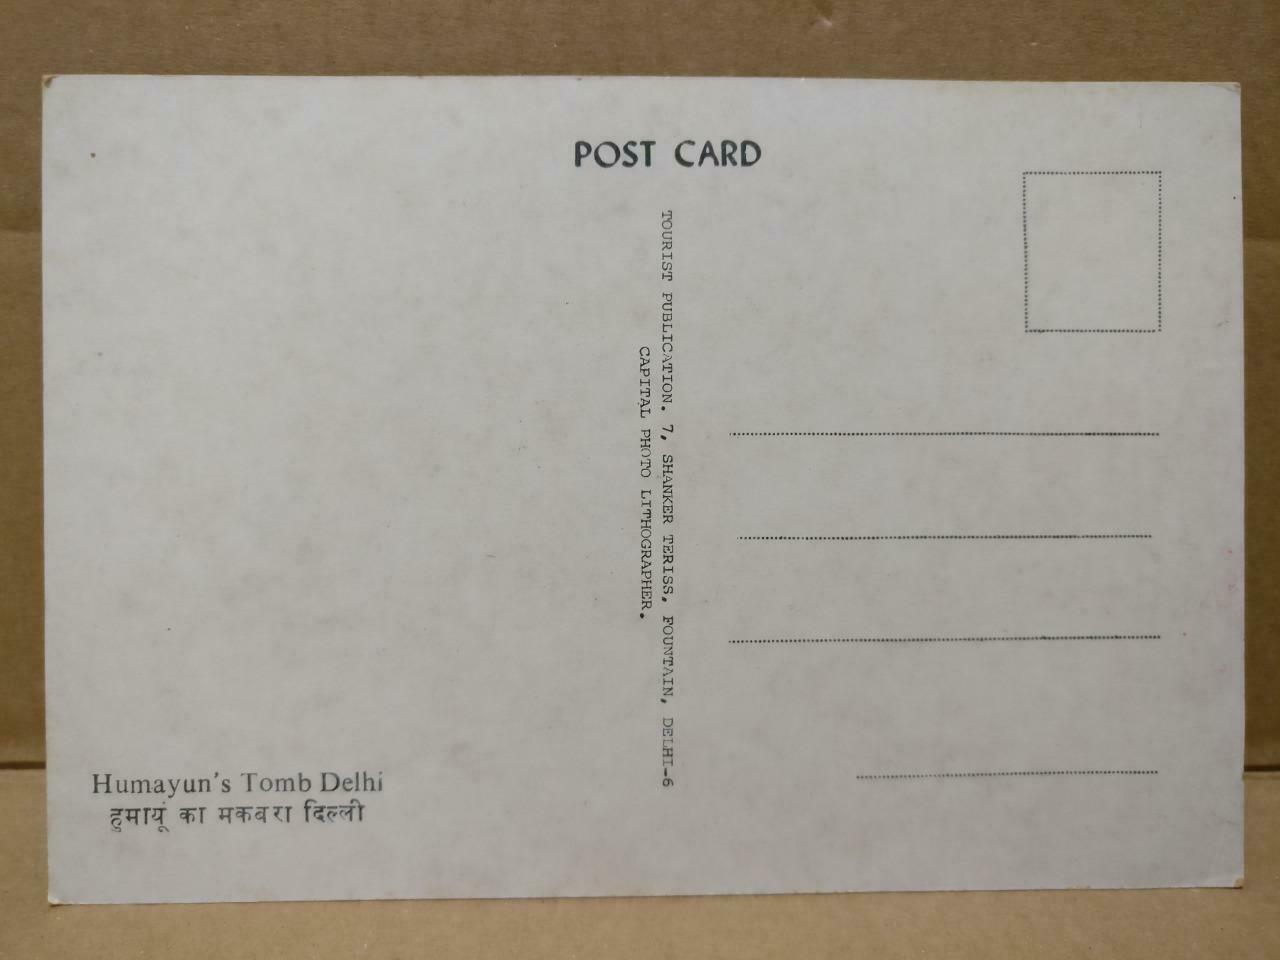 POST CARD
TOURIST PUBLICATION. 7, SHANKER TERISS, FOUNTAIN, DELHI-6
CAPITAL PHOTO LITHOGRAPHER.
Humayun's Tomb Delhi
हुमायूं का मकबरा दिल्ली